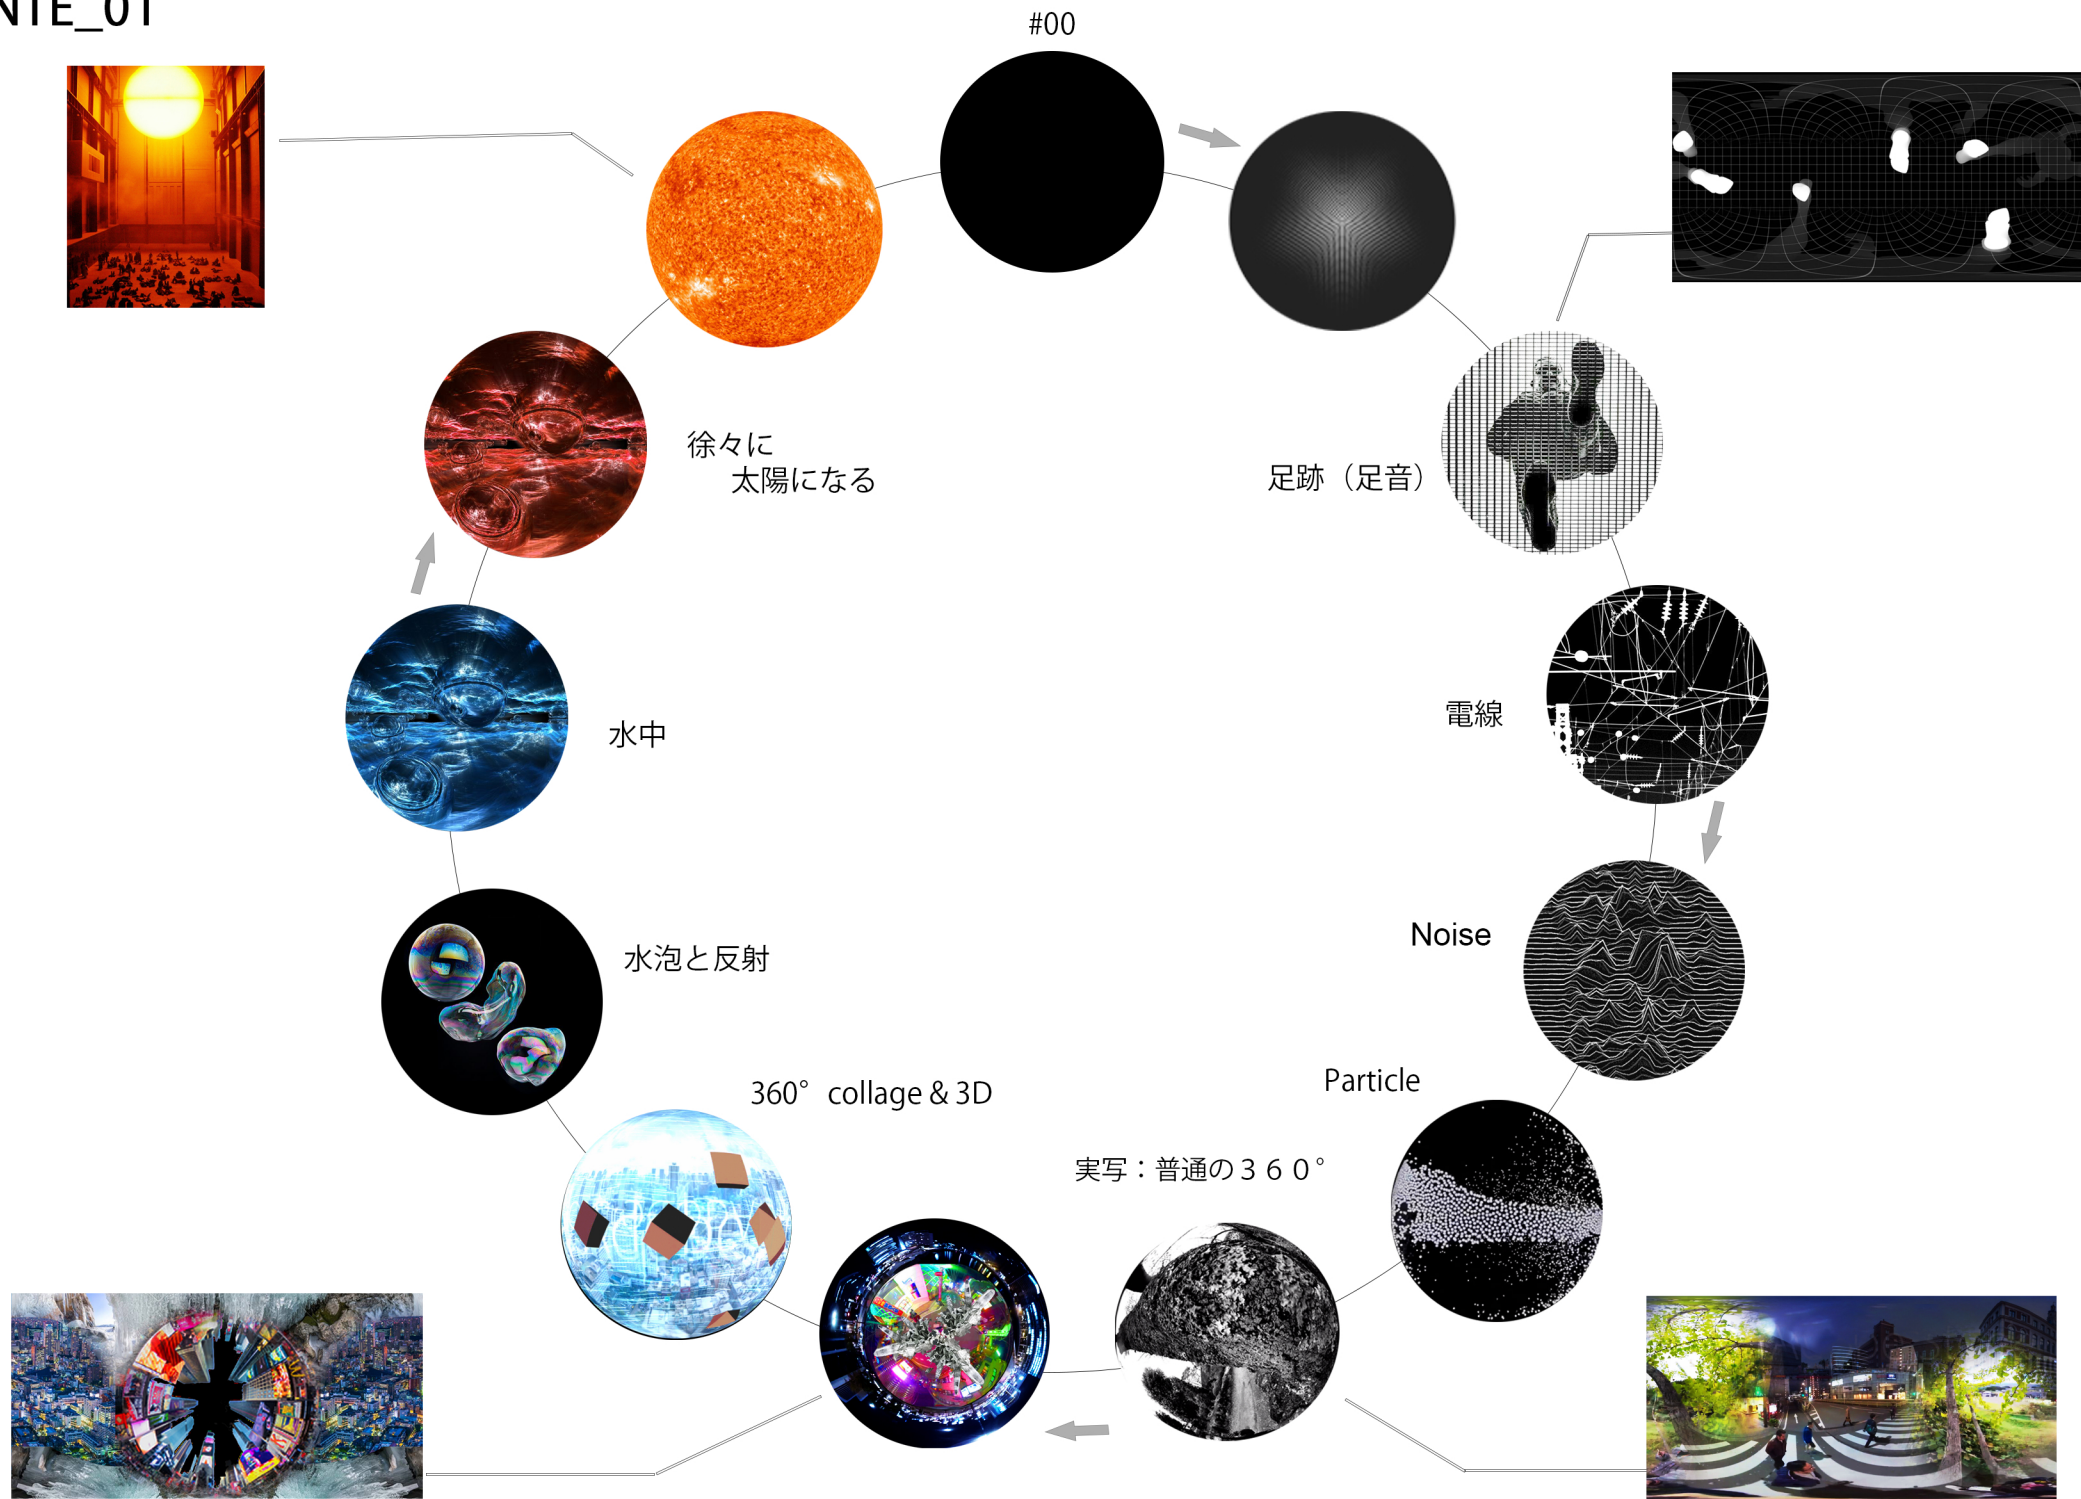 NTE_01
#00
徐々に
太陽になる
足跡（足音）
電線
水中
Noise
水泡と反射
Particle
360° collage & 3D
実写：普通の３６０°